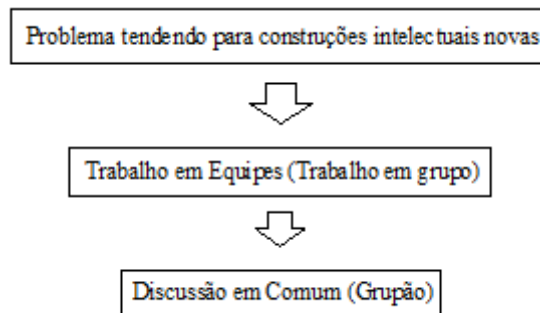 Problema tendendo para construções intelectuais novas
Trabalho em Equipes (Trabalho em grupo)
Discussão em Comum (Grupão)